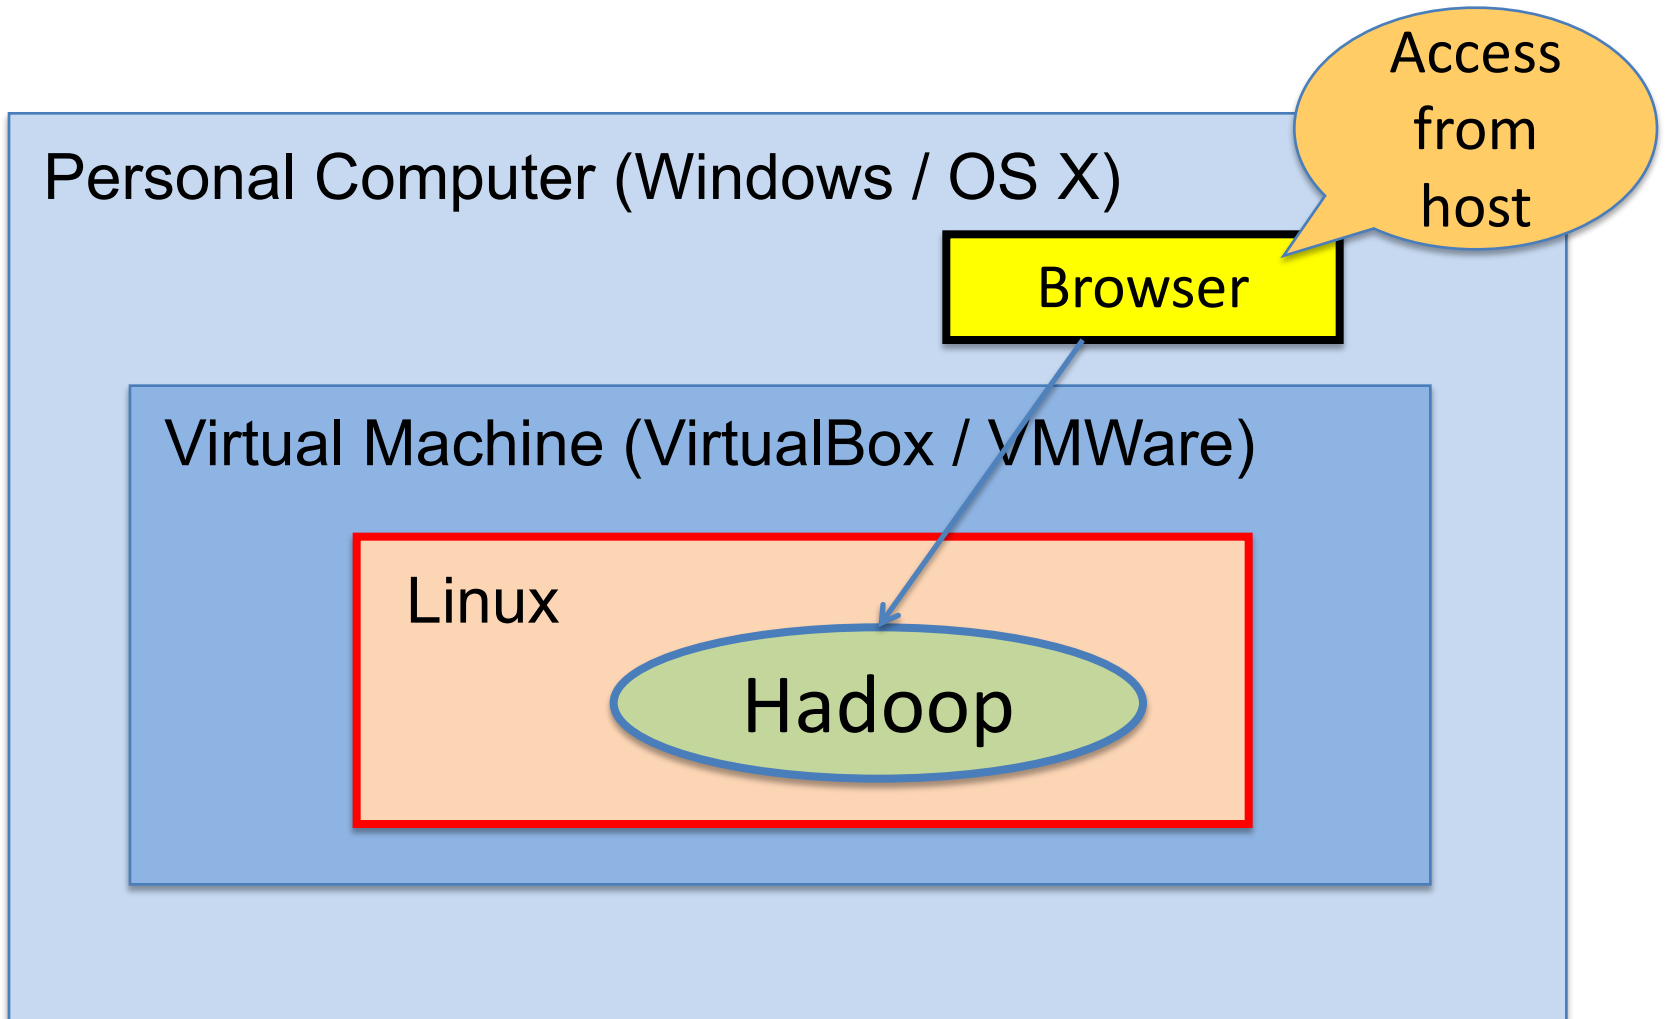 Access
from
host
Personal Computer (Windows / OS X)
Browser
Virtual Machine (VirtualBox / VMWare)
Linux
Hadoop